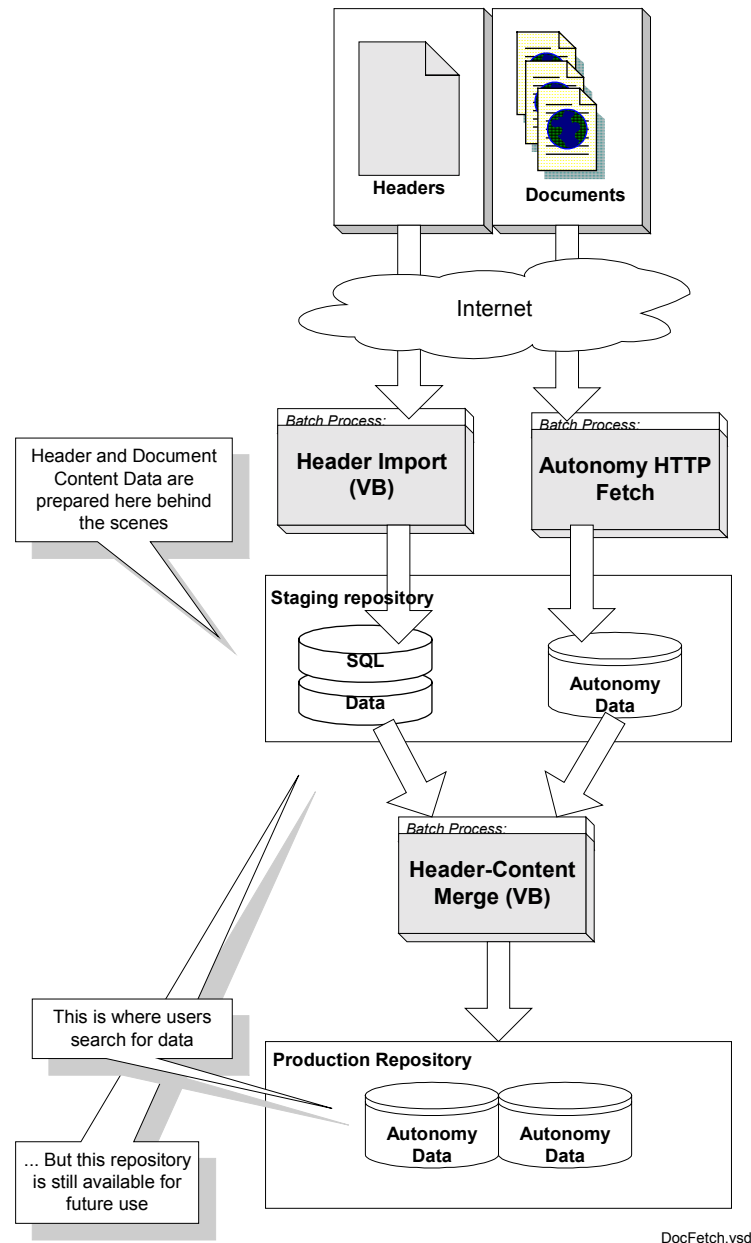 Headers
Documents
Internet
Batch Process:
Header Import
(VB)
Batch Process:
Autonomy HTTP
Fetch
Header and Document
Content Data are
prepared here behind
the scenes
Staging repository
SQL
Data
Autonomy
Data
Batch Process:
Header-Content
Merge (VB)
This is where users
search for data
Production Repository
Autonomy
Data
Autonomy
Data
... But this repository
is still available for
future use
DocFetch.vsd